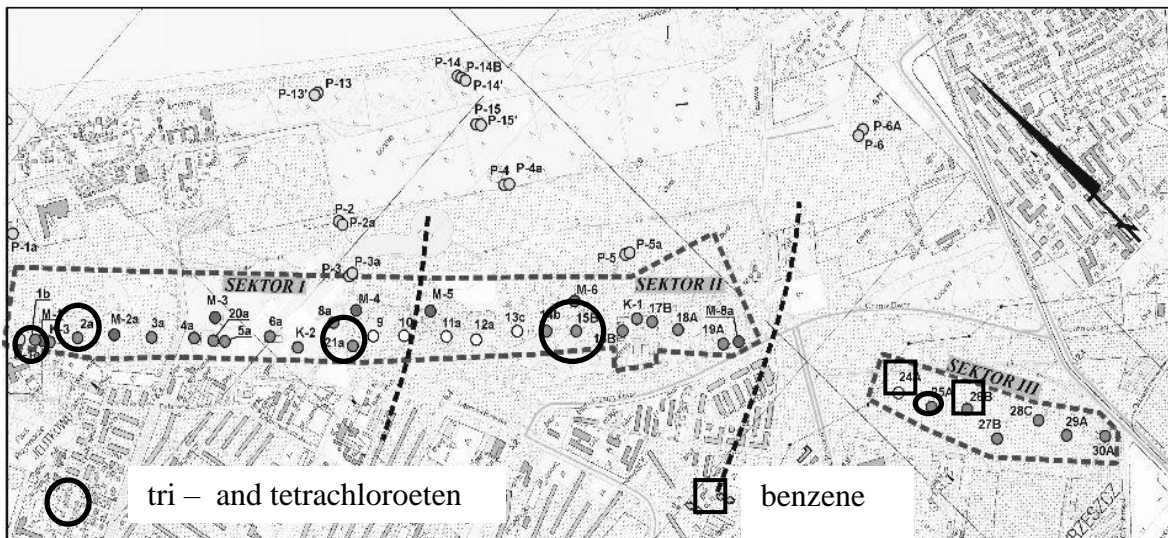 P-14
P-14B
P-14'
P-13
P-13'
P-15
P-15'
P-6A
P-6
P-4
P-4a
P-2
P-2a
P-1a
P-5
P-5a
P-3
P-3a
SEKTOR I
SEKTOR II
1b
M-3
M-4
M-5
M-6
K-1
17B
M-8a
20a
8a
K-3
2a
M-2a
3a
4a
5a
6a
K-2
21a
9
10
11a
12a
13c
15B
18A
19A
SEKTOR III
24A
25A
26B
27B
28C
29A
30A
tri – and tetrachloroeten
benzene